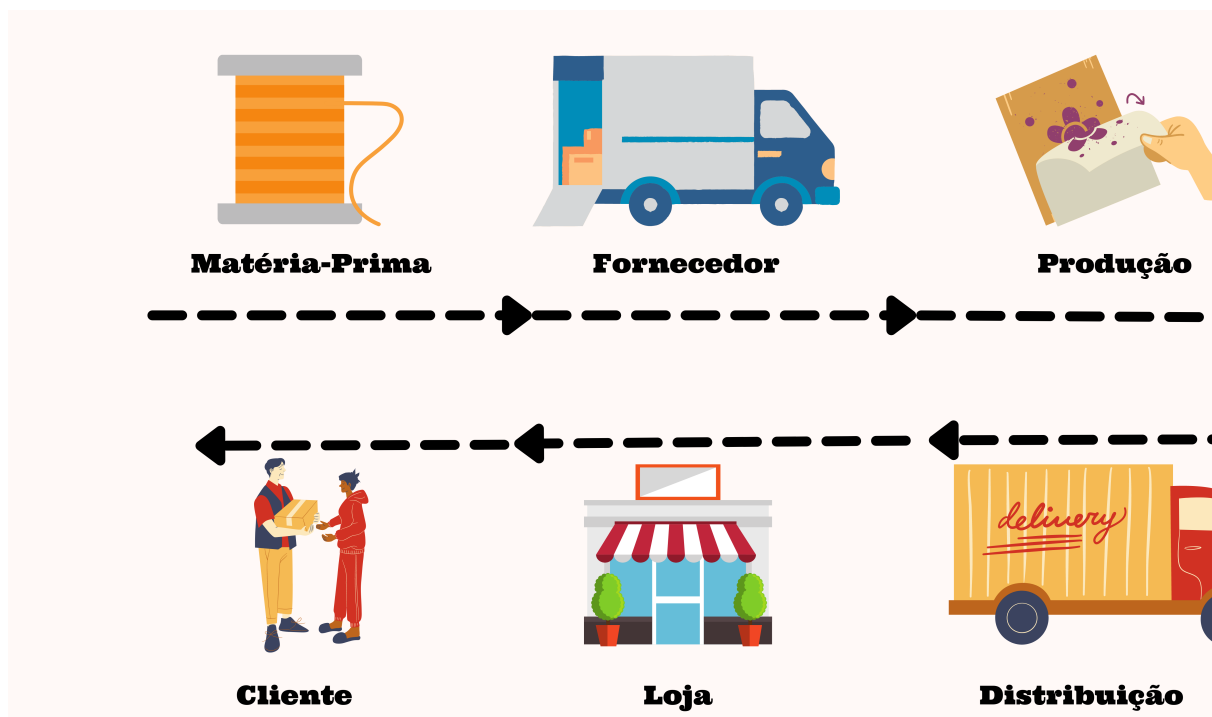 Matéria-Prima
Fornecedor
Produção
delivery
Cliente
Loja
Distribuição